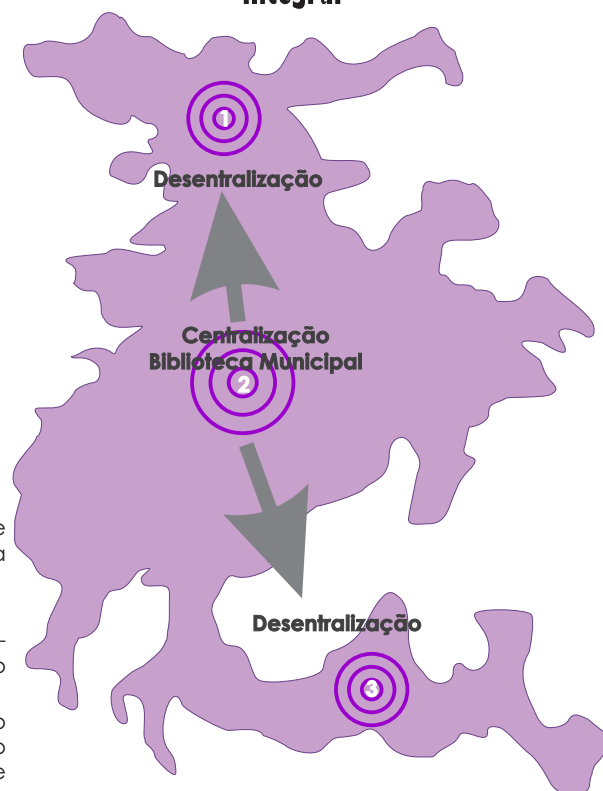 Integral
1
Desentralização
Centralização
Biblioteca Municipal
2
e
a
Desentralização
–
o
3
o
o
e